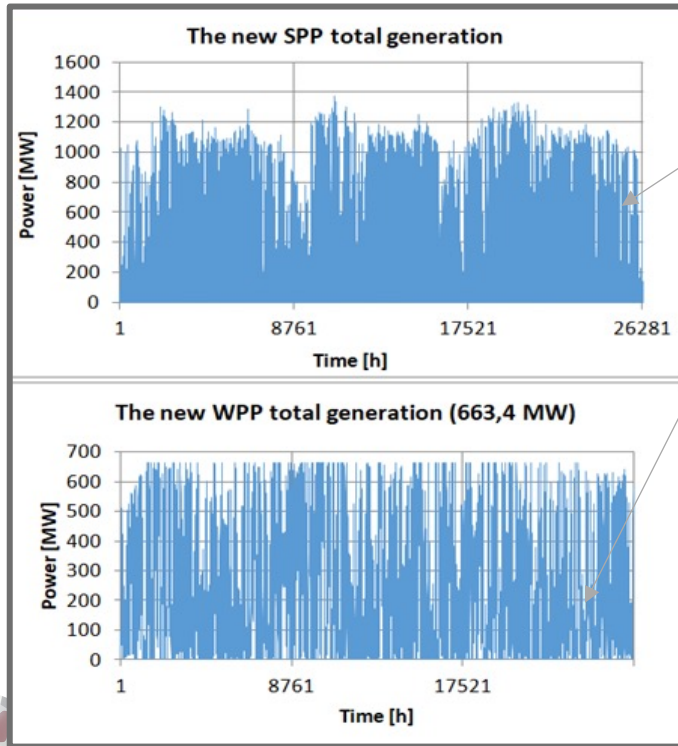 The new SPP total generation
1600
1400
1200
1000
800
600
400
200
0
Power [MW]
1 8761 17521 26281
Time [h]
The new WPP total generation (663,4 MW)
700
600
500
400
300
200
100
0
Power [MW]
1 8761 17521
Time [h]